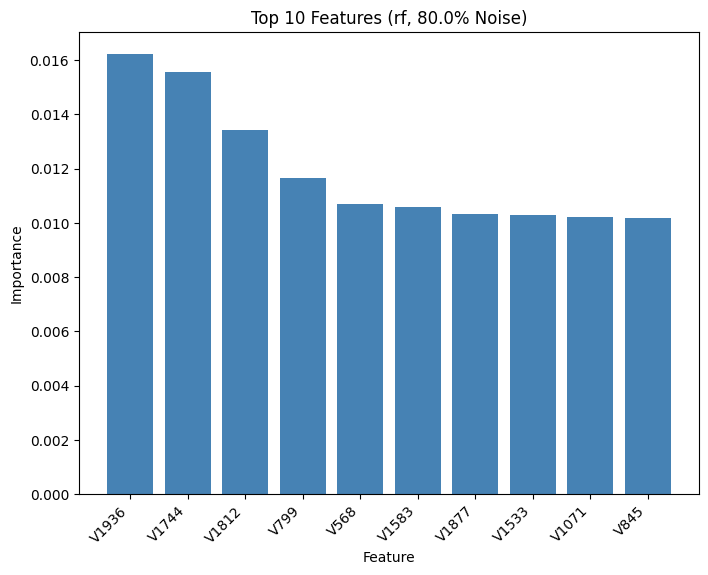 Top 10 Features (rf, 80.0% Noise)
Importance
0.016
0.014
0.012
0.010
0.008
0.006
0.004
0.002
0.000
V1936
V1744
V1812
V799
V568
V1583
V1877
V1533
V1071
V845
Feature